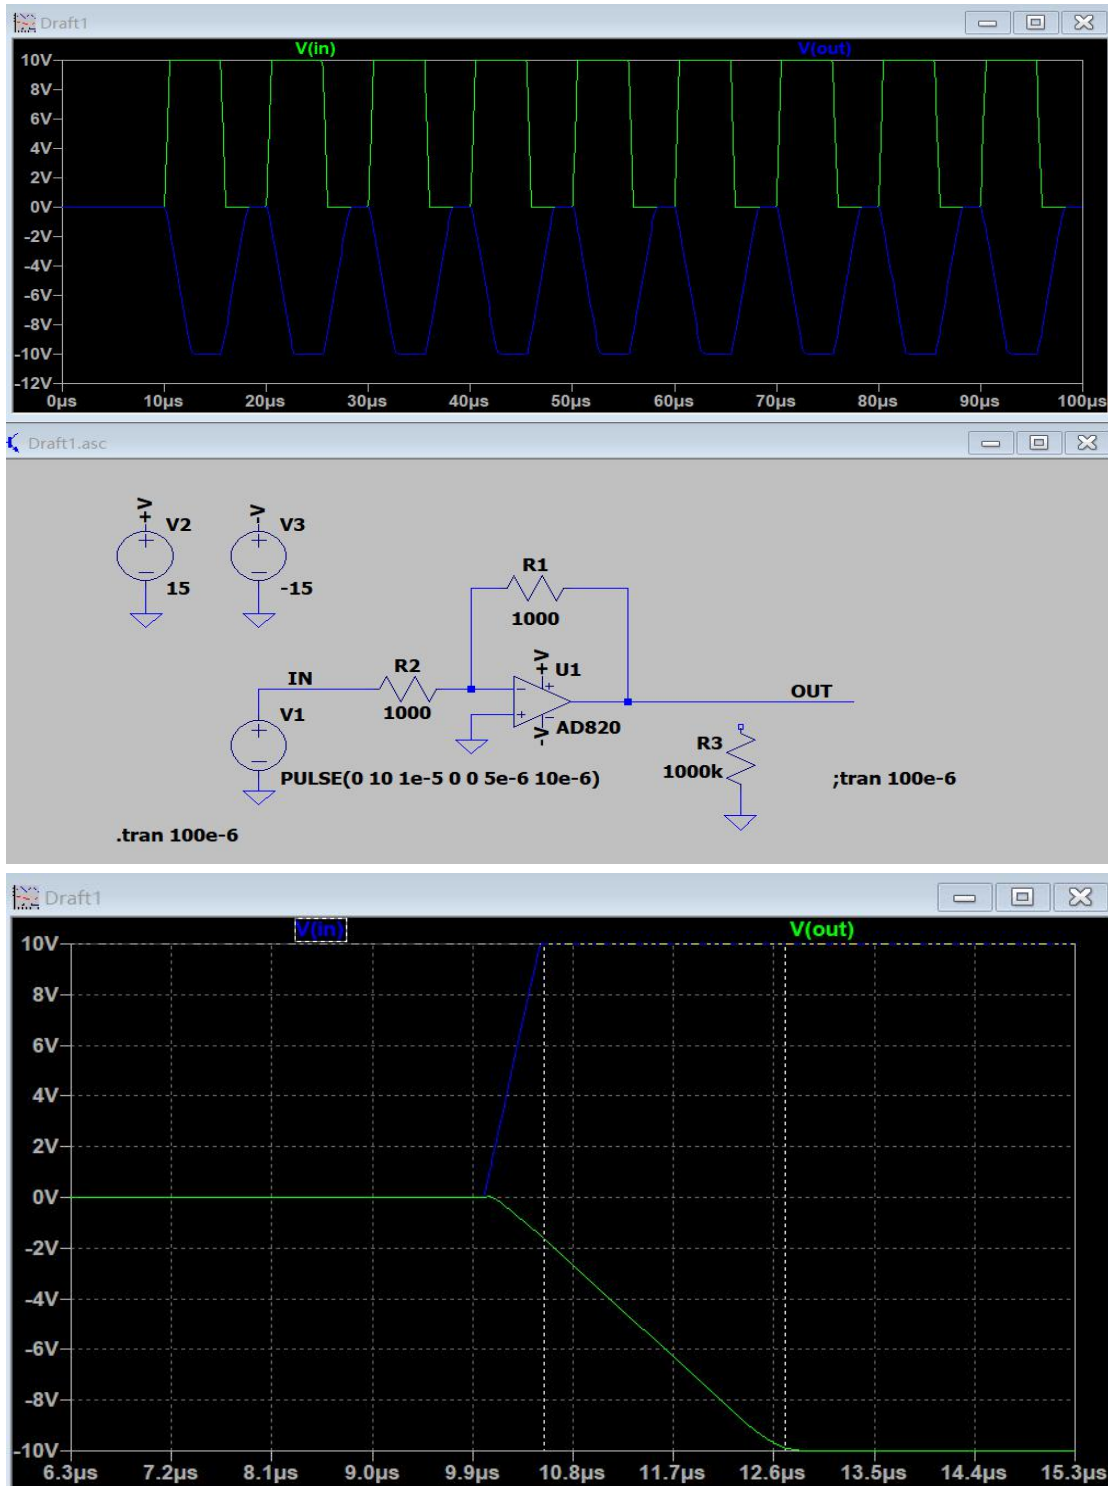 Draft1
V(in) V(out)
10V
8V
6V
4V
2V
0V
-2V
-4V
-6V
-8V
-10V
-12V
0µs 10µs 20µs 30µs 40µs 50µs 60µs 70µs 80µs 90µs 100µs
Draft1.asc
+V
V2
15
-V
V3
-15
R1
1000
IN
R2
1000
+V
U1
-V
AD820
OUT
V1
PULSE(0 10 1e-5 0 0 5e-6 10e-6)
R3
1000k
;tran 100e-6
.tran 100e-6
Draft1
V(in) V(out)
10V
8V
6V
4V
2V
0V
-2V
-4V
-6V
-8V
-10V
6.3µs 7.2µs 8.1µs 9.0µs 9.9µs 10.8µs 11.7µs 12.6µs 13.5µs 14.4µs 15.3µs